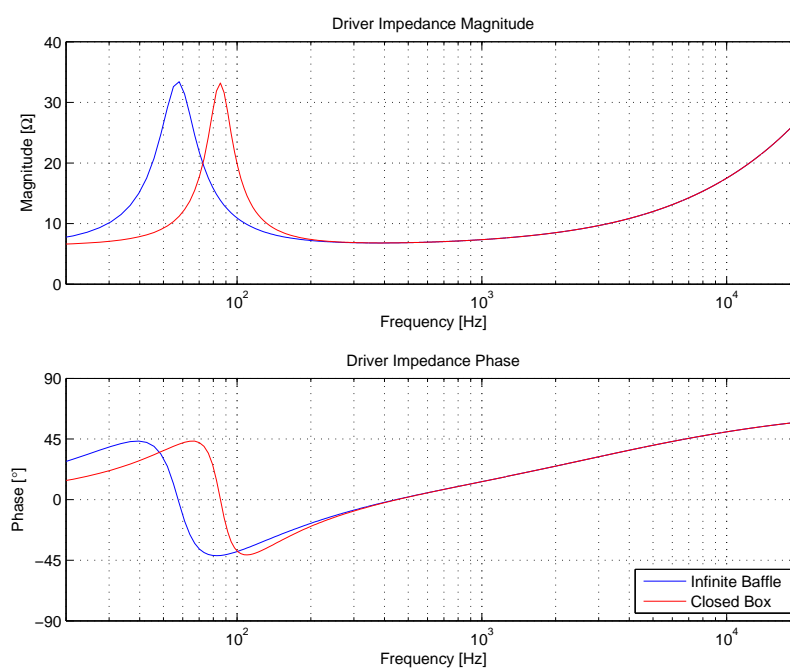 Driver Impedance Magnitude
Magnitude [Ω]
40
30
20
10
0
10²
10³
10⁴
Frequency [Hz]
Driver Impedance Phase
Phase [°]
90
45
0
−45
−90
10²
10³
10⁴
Frequency [Hz]
Infinite Baffle
Closed Box